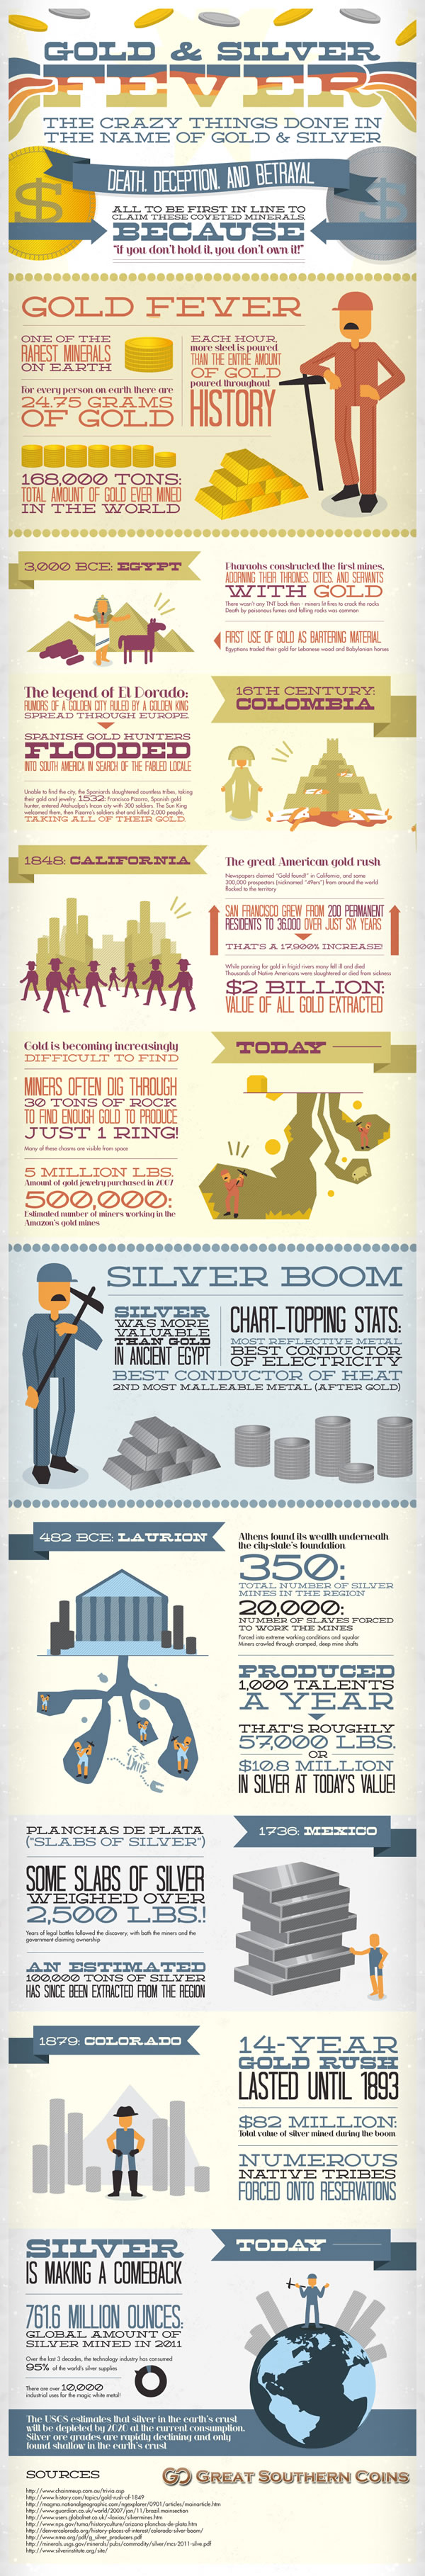 GOLD & SILVER
FEVER
THE CRAZY THINGS DONE IN
THE NAME OF GOLD & SILVER
DEATH, DECEPTION, AND BETRAYAL
ALL TO BE FIRST IN LINE TO
CLAIM THESE COVETED MINERALS,
BECAUSE
"if you don't hold it, you don't own it!"
GOLD FEVER
ONE OF THE
RAREST MINERALS
ON EARTH
For every person on earth there are
24.75 GRAMS
OF GOLD
EACH HOUR,
more steel is poured
THAN THE ENTIRE AMOUNT
OF GOLD
poured throughout
HISTORY
168,000 TONS:
TOTAL AMOUNT OF GOLD EVER MINED
IN THE WORLD
3,000 BCE: EGYPT
Pharaohs constructed the first mines,
ADORNING THEIR THRONES, CITIES, AND SERVANTS
WITH GOLD
There wasn't any TNT back then - miners lit fires to crack the rocks
Death by poisonous fumes and falling rocks was common
FIRST USE OF GOLD AS BARTERING MATERIAL
Egyptians traded their gold for Lebanese wood and Babylonian horses
The legend of El Dorado:
RUMORS OF A GOLDEN CITY RULED BY A GOLDEN KING
SPREAD THROUGH EUROPE.
SPANISH GOLD HUNTERS
FLOODED
INTO SOUTH AMERICA IN SEARCH OF THE FABLED LOCALE
Unable to find the city, the Spaniards slaughtered countless tribes, taking
their gold and jewelry. 1532: Francisco Pizarro, Spanish gold
hunter, entered Atahualpa's Incan city with 300 soldiers. The Sun King
welcomed them, then Pizarro's soldiers shot and killed 2,000 people,
TAKING ALL OF THEIR GOLD.
16TH CENTURY:
COLOMBIA
1848: CALIFORNIA
The great American gold rush
Newspapers claimed "Gold found!" in California, and some
300,000 prospectors (nicknamed "49ers") from around the world
flocked to the territory
SAN FRANCISCO GREW FROM 200 PERMANENT
RESIDENTS TO 36,000 OVER JUST SIX YEARS
THAT'S A 17,900% INCREASE!
While panning for gold in frigid rivers many fell ill and died
Thousands of Native Americans were slaughtered or died from sickness
$2 BILLION:
VALUE OF ALL GOLD EXTRACTED
Gold is becoming increasingly
DIFFICULT TO FIND
MINERS OFTEN DIG THROUGH
30 TONS OF ROCK
TO FIND ENOUGH GOLD TO PRODUCE
JUST 1 RING!
Many of these chasms are visible from space
5 MILLION LBS.
Amount of gold jewelry purchased in 2007
500,000:
Estimated number of miners working in the
Amazon's gold mines
TODAY
SILVER BOOM
SILVER
WAS MORE
VALUABLE
THAN GOLD
IN ANCIENT EGYPT
CHART-TOPPING STATS:
MOST REFLECTIVE METAL
BEST CONDUCTOR
OF ELECTRICITY
BEST CONDUCTOR OF HEAT
2ND MOST MALLEABLE METAL (AFTER GOLD)
482 BCE: LAURION
Athens found its wealth underneath
the city-state's foundation
350:
TOTAL NUMBER OF SILVER
MINES IN THE REGION
20,000:
NUMBER OF SLAVES FORCED
TO WORK THE MINES
Forced into extreme working conditions and squalor
Miners crawled through cramped, deep mine shafts
PRODUCED
1,000 TALENTS
A YEAR
THAT'S ROUGHLY
57,000 LBS.
OR
$10.8 MILLION
IN SILVER AT TODAY'S VALUE!
PLANCHAS DE PLATA
("SLABS OF SILVER")
SOME SLABS OF SILVER
WEIGHED OVER
2,500 LBS.!
Years of legal battles followed the discovery, with both the miners and the
government claiming ownership
AN ESTIMATED
100,000 TONS OF SILVER
HAS SINCE BEEN EXTRACTED FROM THE REGION
1736: MEXICO
1879: COLORADO
14-YEAR
GOLD RUSH
LASTED UNTIL 1893
$82 MILLION:
Total value of silver mined during the boom
NUMEROUS
NATIVE TRIBES
FORCED ONTO RESERVATIONS
SILVER
IS MAKING A COMEBACK
761.6 MILLION OUNCES:
GLOBAL AMOUNT OF
SILVER MINED IN 2011
Over the last 3 decades, the technology industry has consumed
95% of the world's silver supplies
There are over 10,000
industrial uses for the magic white metal!
TODAY
The USGS estimates that silver in the earth's crust
will be depleted by 2020 at the current consumption.
Silver ore grades are rapidly declining and only
found shallow in the earth's crust
SOURCES
GREAT SOUTHERN COINS
http://www.chainmeup.com.au/trivia.asp
http://www.history.com/topics/gold-rush-of-1849
http://ngm.nationalgeographic.com/ngexplorer/0901/articles/mainarticle.htm
http://www.guardian.co.uk/world/2007/jan/11/brazil.mainsection
http://www.nma.org/pdf/g_silver_producers.pdf
http://minerals.usgs.gov/minerals/pubs/commodity/silver/mcs-2011-silve.pdf
http://www.silverinstitute.org/site/